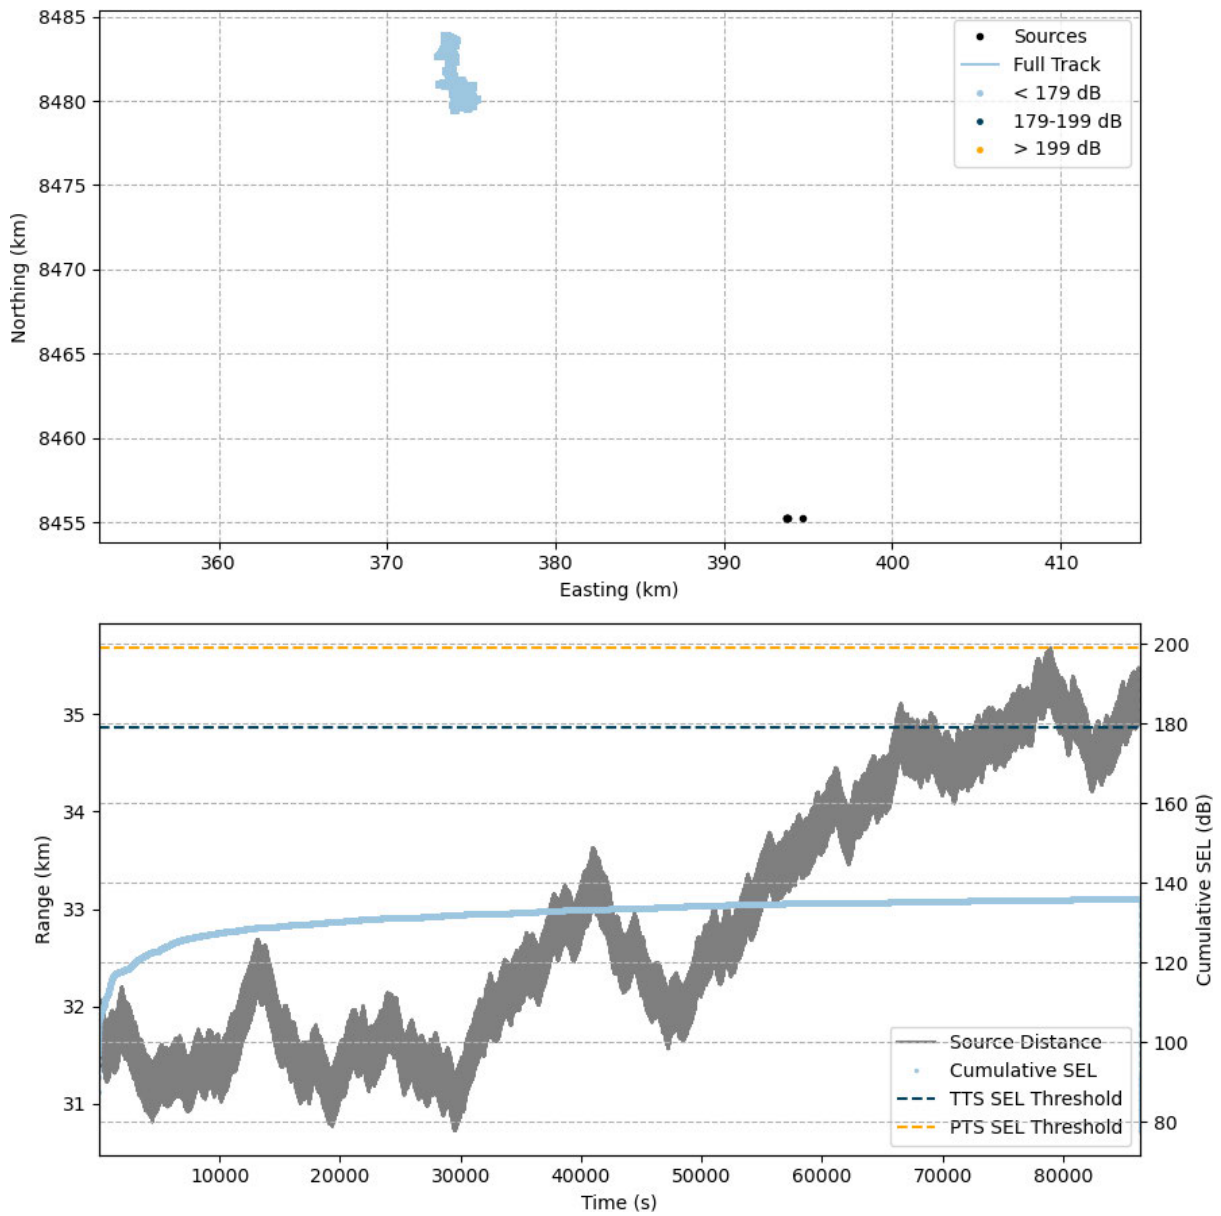 8485
8480
8475
8470
8465
8460
8455
Northing (km)
Sources
Full Track
< 179 dB
179-199 dB
> 199 dB
360
370
380
390
400
410
Easting (km)
35
34
33
32
31
Range (km)
200
180
160
140
120
100
80
Cumulative SEL (dB)
Source Distance
Cumulative SEL
TTS SEL Threshold
PTS SEL Threshold
10000
20000
30000
40000
50000
60000
70000
80000
Time (s)